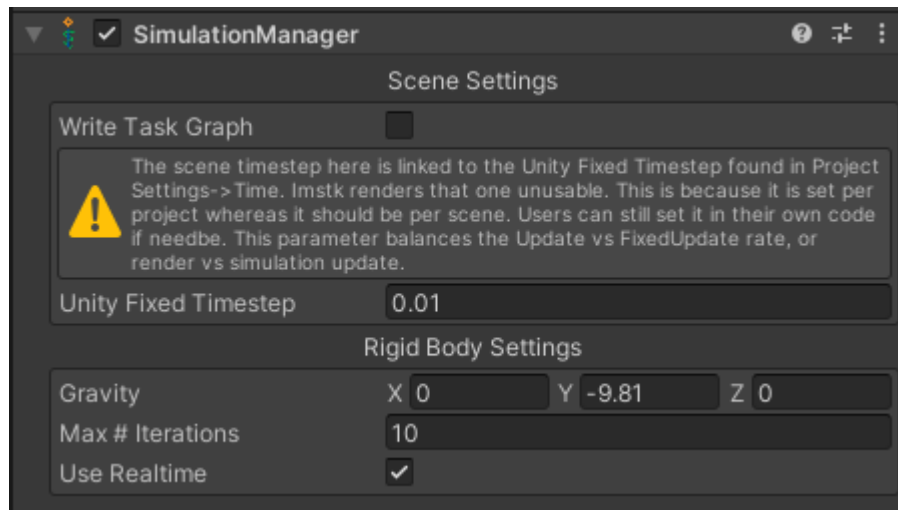 SimulationManager
Scene Settings
Write Task Graph
The scene timestep here is linked to the Unity Fixed Timestep found in Project
Settings->Time. Imstk renders that one unusable. This is because it is set per
project whereas it should be per scene. Users can still set it in their own code
if needbe. This parameter balances the Update vs FixedUpdate rate, or
render vs simulation update.
Unity Fixed Timestep 0.01
Rigid Body Settings
Gravity X 0 Y -9.81 Z 0
Max # Iterations 10
Use Realtime